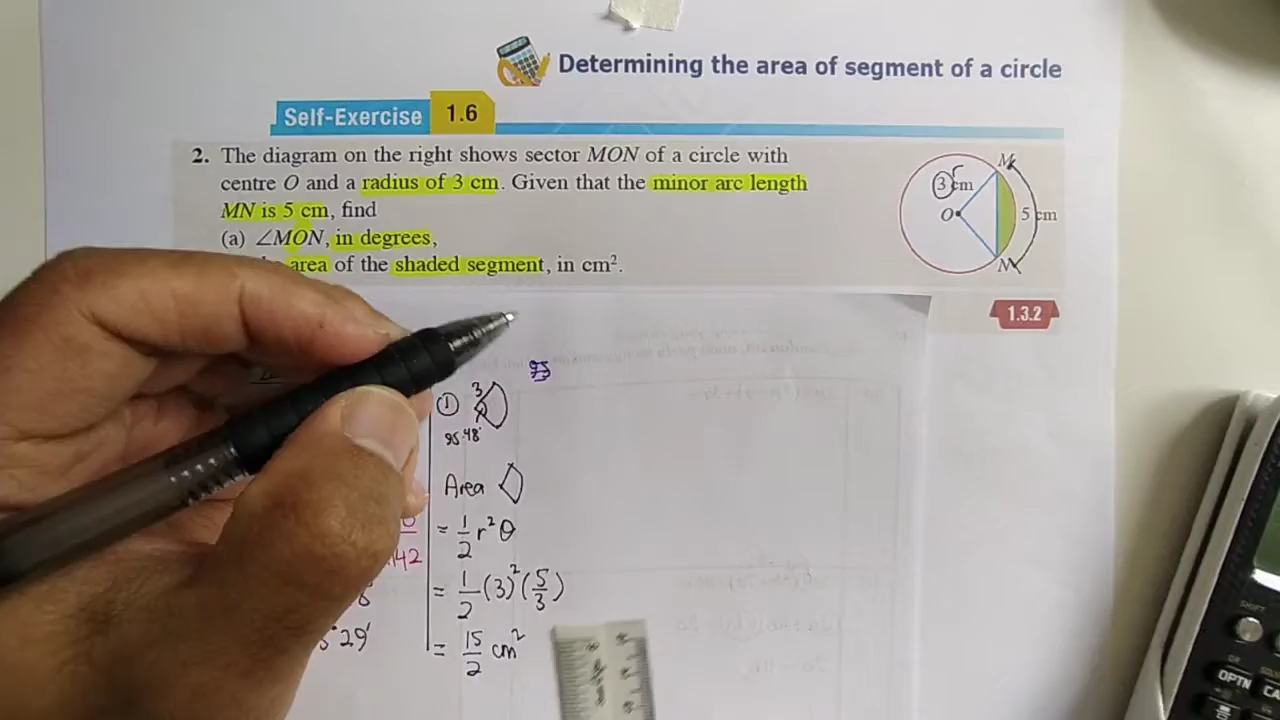 Determining the area of segment of a circle
Self-Exercise 1.6
2. The diagram on the right shows sector MON of a circle with
centre O and a radius of 3 cm. Given that the minor arc length
MN is 5 cm, find
(a) ∠MON, in degrees,
area of the shaded segment, in cm².
M
3 cm
O
5 cm
N
1.3.2
① 3
95.48°
Area
= 1/2 r²θ
= 1/2 (3)² (5/3)
= 15/2 cm²
142
29'
SHIFT
OPTN